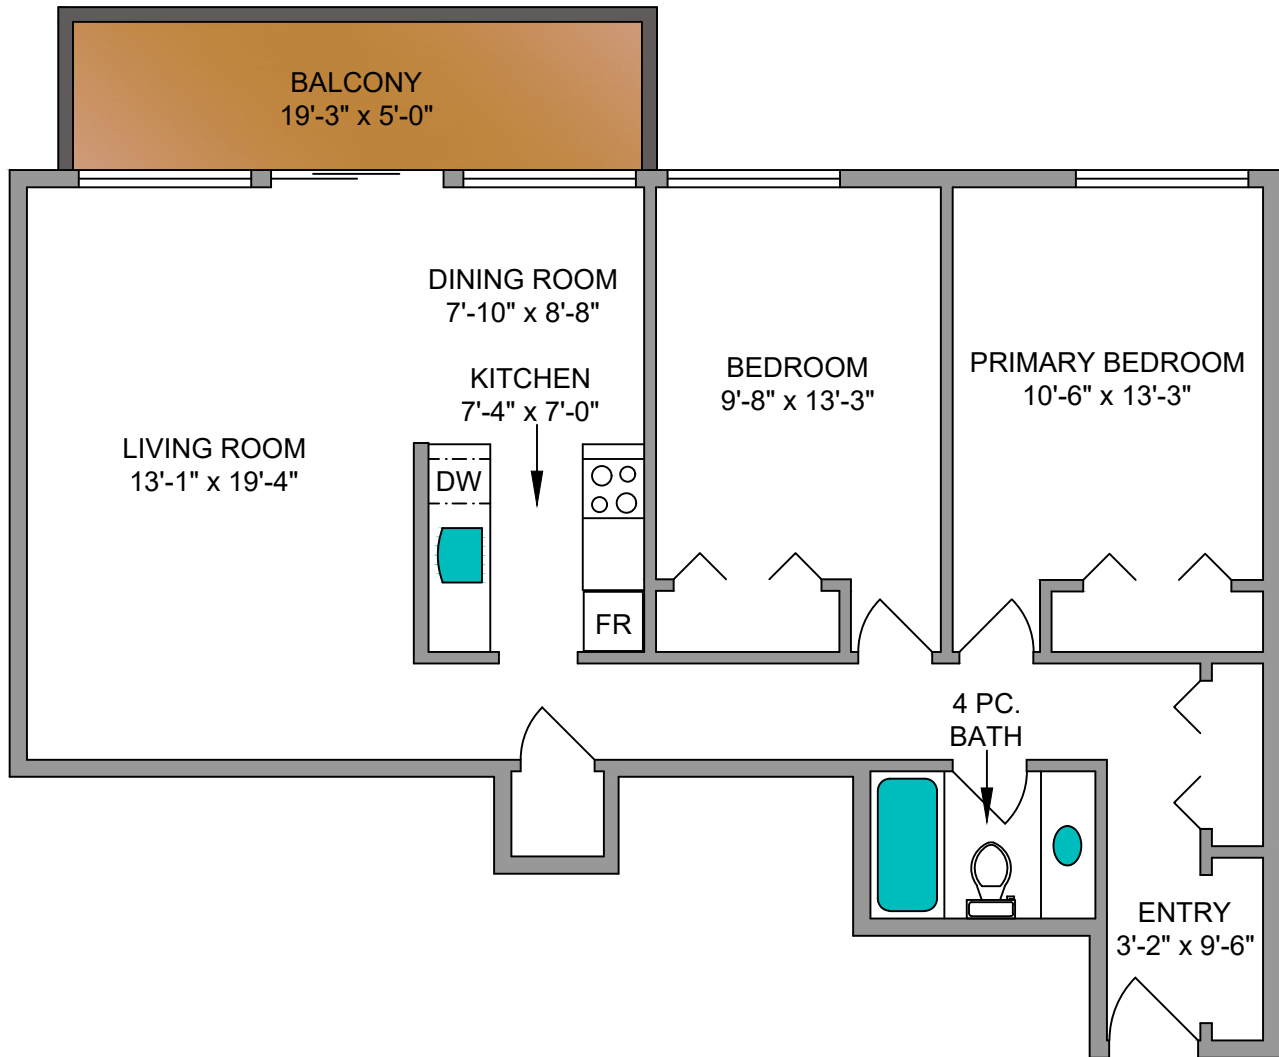 BALCONY
19'-3" x 5'-0"
DINING ROOM
7'-10" x 8'-8"
KITCHEN
7'-4" x 7'-0"
BEDROOM
9'-8" x 13'-3"
PRIMARY BEDROOM
10'-6" x 13'-3"
LIVING ROOM
13'-1" x 19'-4"
DW
FR
4 PC.
BATH
ENTRY
3'-2" x 9'-6"